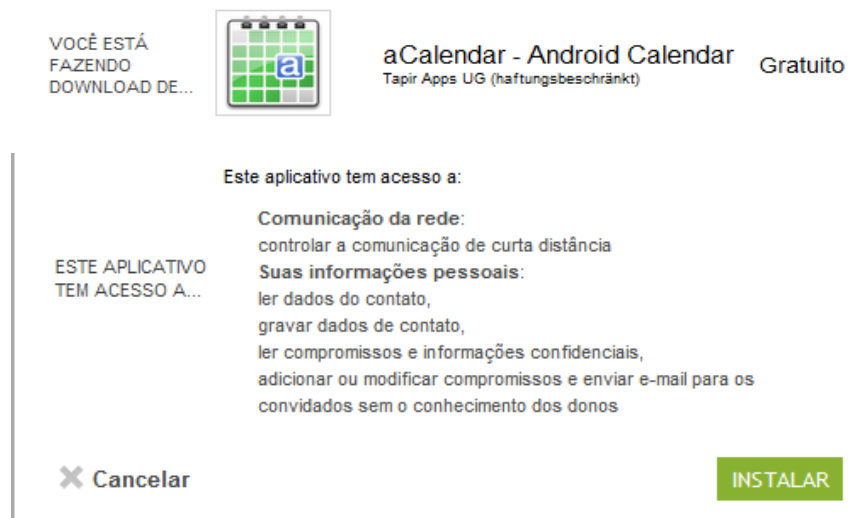 VOCÊ ESTÁ
FAZENDO
DOWNLOAD DE...
a
aCalendar - Android Calendar
Tapir Apps UG (haftungsbeschränkt)
Gratuito
Este aplicativo tem acesso a:
ESTE APLICATIVO
TEM ACESSO A...
Comunicação da rede:
controlar a comunicação de curta distância
Suas informações pessoais:
ler dados do contato,
gravar dados de contato,
ler compromissos e informações confidenciais,
adicionar ou modificar compromissos e enviar e-mail para os
convidados sem o conhecimento dos donos
Cancelar
INSTALAR